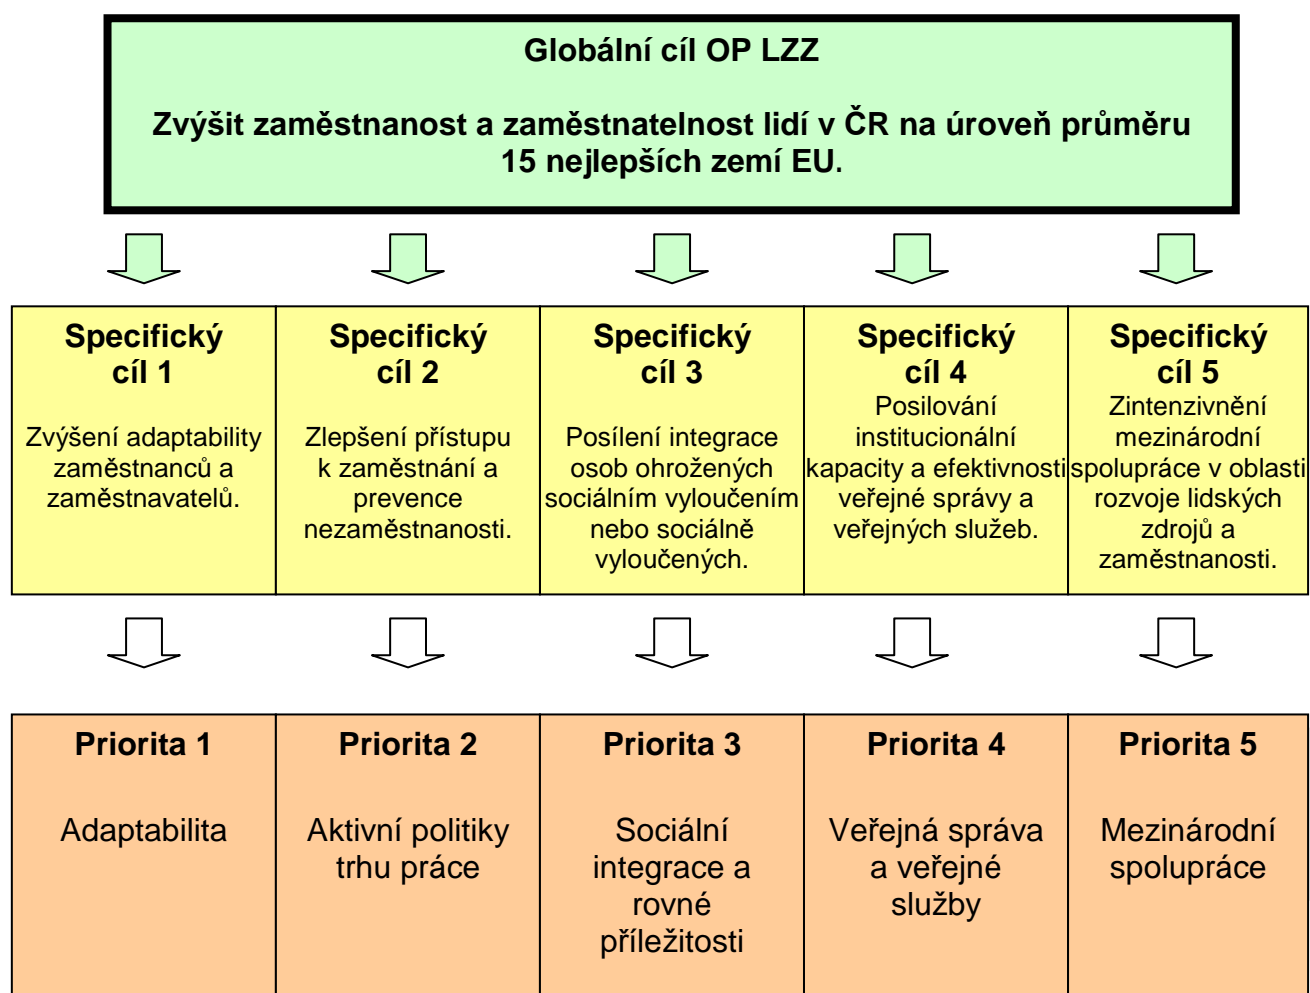 Globální cíl OP LZZ
Zvýšit zaměstnanost a zaměstnatelnost lidí v ČR na úroveň průměru
15 nejlepších zemí EU.
Specifický
cíl 1
Zvýšení adaptability
zaměstnanců a
zaměstnavatelů.
Specifický
cíl 2
Zlepšení přístupu
k zaměstnání a
prevence
nezaměstnanosti.
Specifický
cíl 3
Posílení integrace
osob ohrožených
sociálním vyloučením
nebo sociálně
vyloučených.
Specifický
cíl 4
Posilování
institucionální
kapacity a efektivnosti
veřejné správy a
veřejných služeb.
Specifický
cíl 5
Zintenzivnění
mezinárodní
spolupráce v oblasti
rozvoje lidských
zdrojů a
zaměstnanosti.
Priorita 1
Adaptabilita
Priorita 2
Aktivní politiky
trhu práce
Priorita 3
Sociální
integrace a
rovné
příležitosti
Priorita 4
Veřejná správa
a veřejné
služby
Priorita 5
Mezinárodní
spolupráce